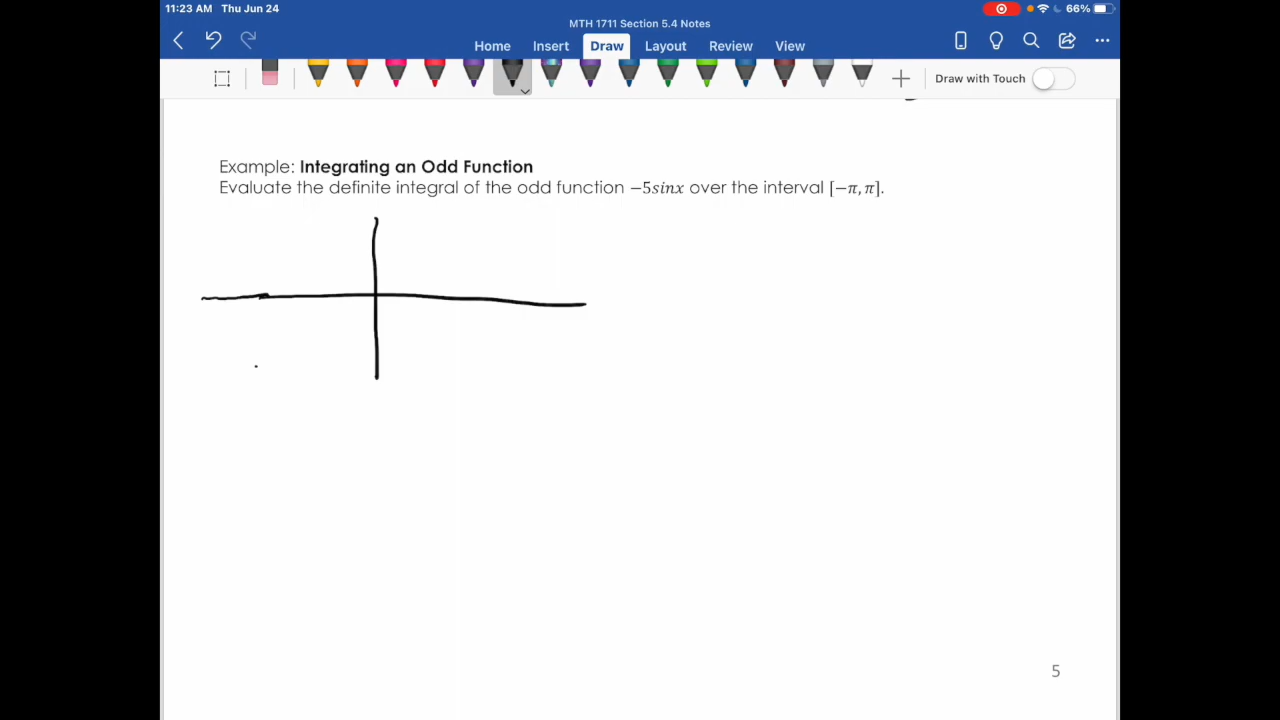 11:23 AM Thu Jun 24
66%
MTH 1711 Section 5.4 Notes
Home Insert Draw Layout Review View
Draw with Touch
Example: Integrating an Odd Function
Evaluate the definite integral of the odd function −5𝑠𝑖𝑛𝑥 over the interval [−𝜋, 𝜋].
5